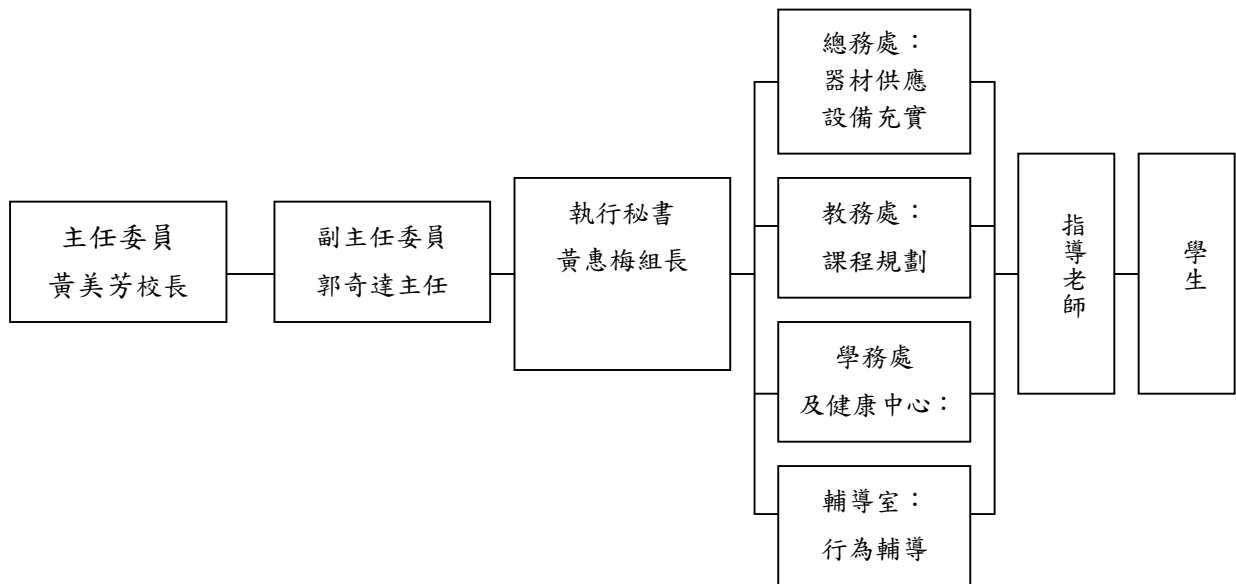 主任委員
黃美芳校長
副主任委員
郭奇達主任
執行秘書
黃惠梅組長
總務處：
器材供應
設備充實
教務處：
課程規劃
學務處
及健康中心：
輔導室：
行為輔導
指導老師
學生